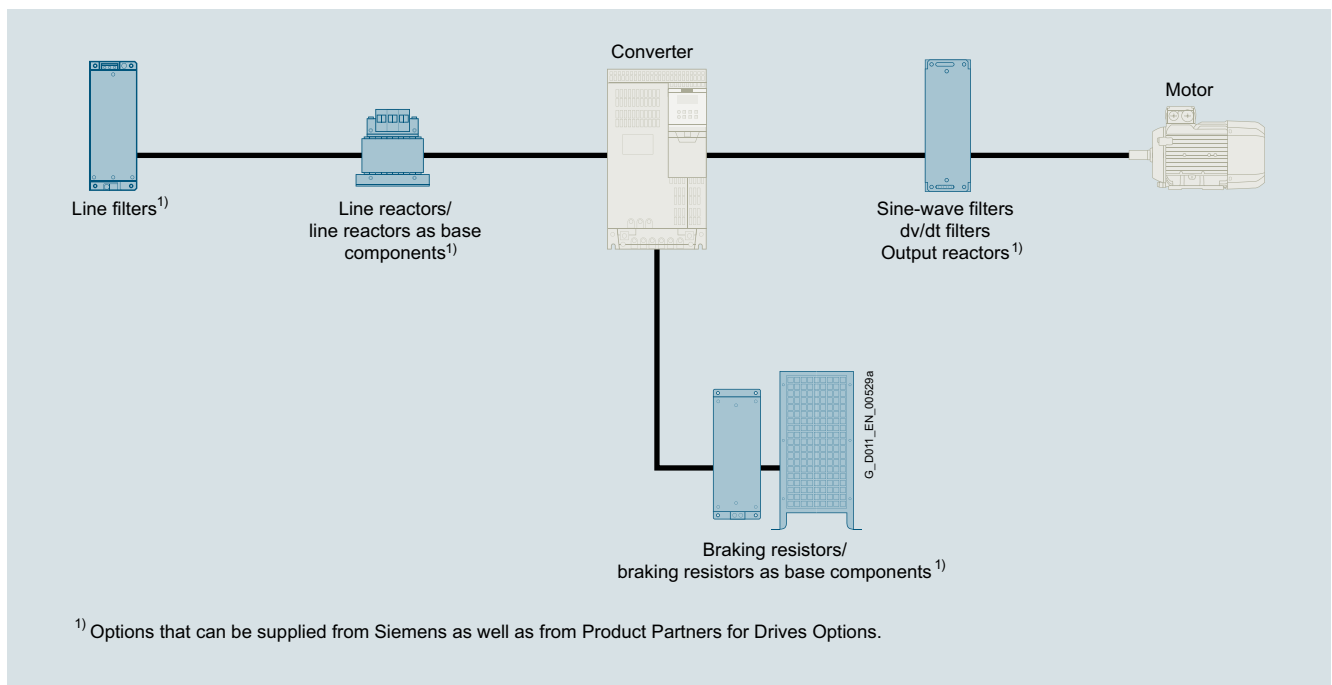 Converter
Motor
Line filters1)
Line reactors/
line reactors as base
components1)
Sine-wave filters
dv/dt filters
Output reactors1)
G_D011_EN_00529a
Braking resistors/
braking resistors as base components1)
1) Options that can be supplied from Siemens as well as from Product Partners for Drives Options.